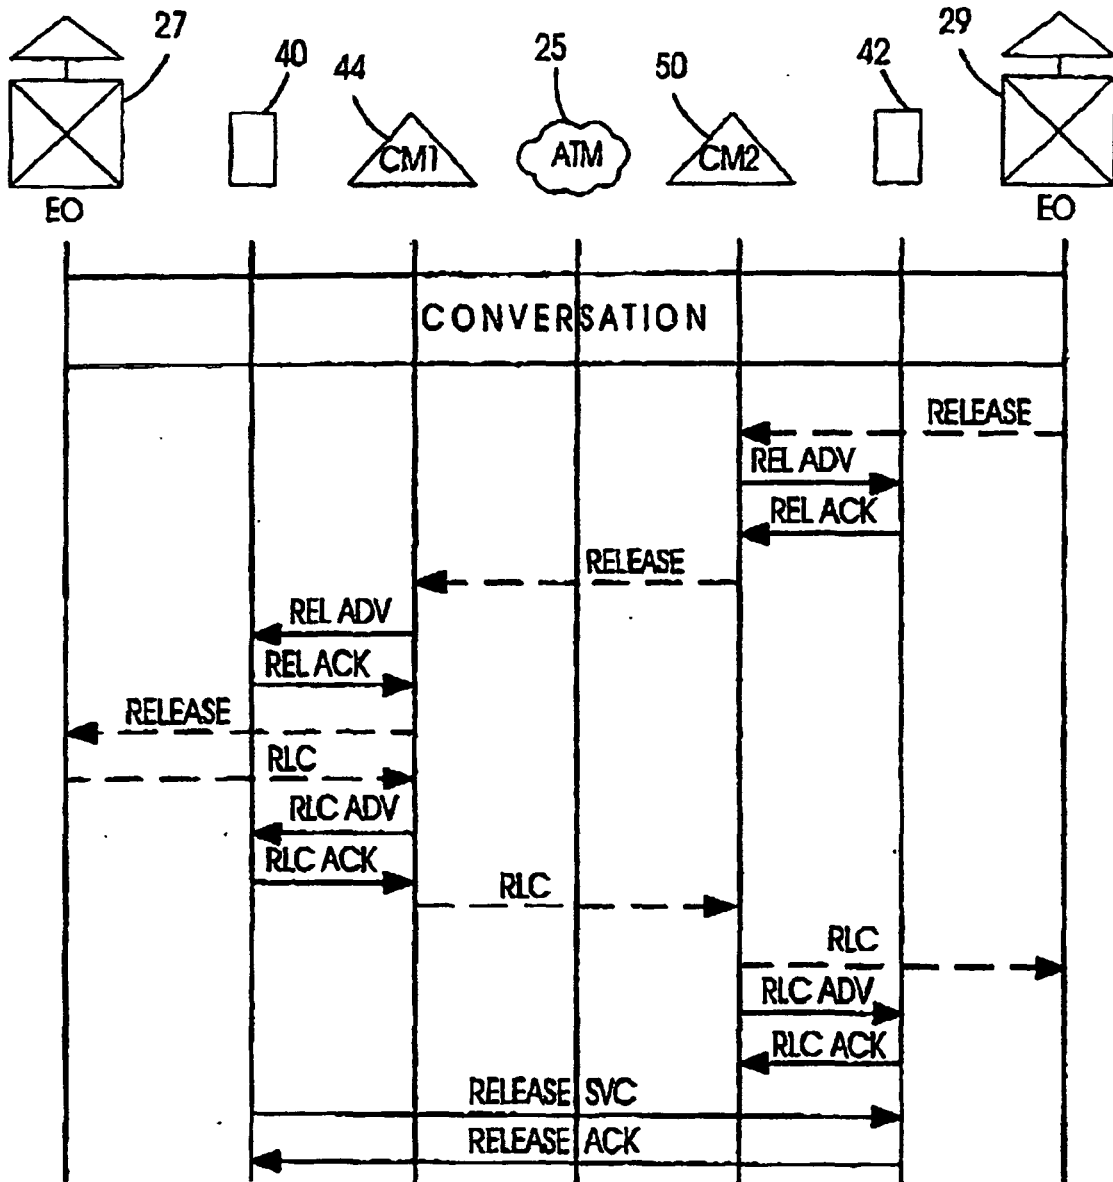 27
40
44
25
50
42
29
CM1
ATM
CM2
EO
EO
CONVERSATION
RELEASE
REL ADV
REL ACK
RELEASE
REL ADV
REL ACK
RELEASE
RLC
RLC ADV
RLC ACK
RLC
RLC
RLC ADV
RLC ACK
RELEASE SVC
RELEASE ACK